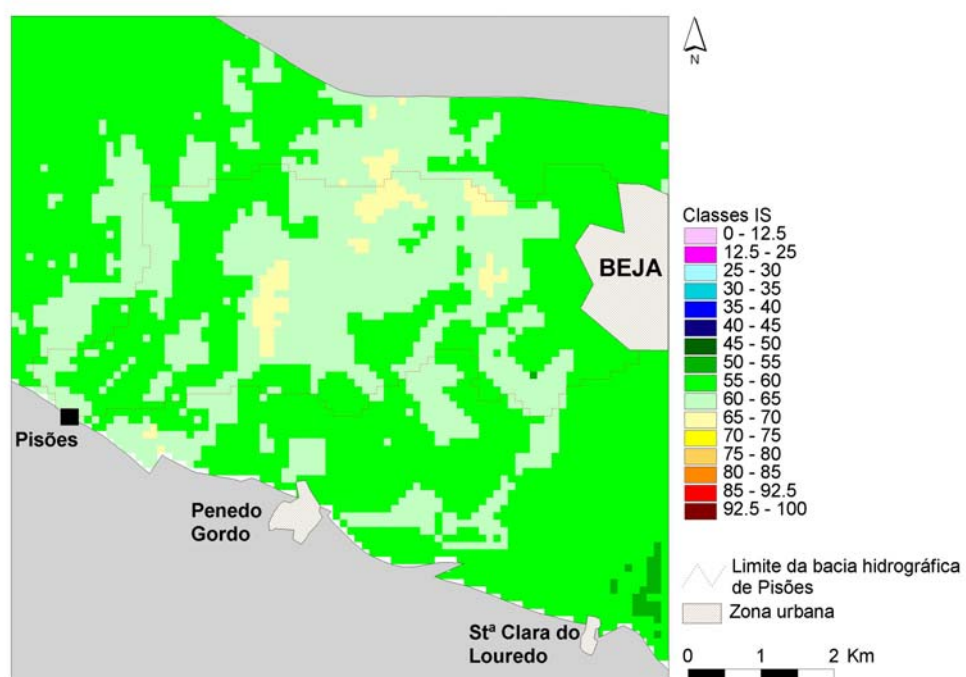 N
BEJA
Pisões
Penedo
Gordo
Stª Clara do
Louredo
Classes IS
0 - 12.5
12.5 - 25
25 - 30
30 - 35
35 - 40
40 - 45
45 - 50
50 - 55
55 - 60
60 - 65
65 - 70
70 - 75
75 - 80
80 - 85
85 - 92.5
92.5 - 100
Limite da bacia hidrográfica
de Pisões
Zona urbana
0 1 2 Km